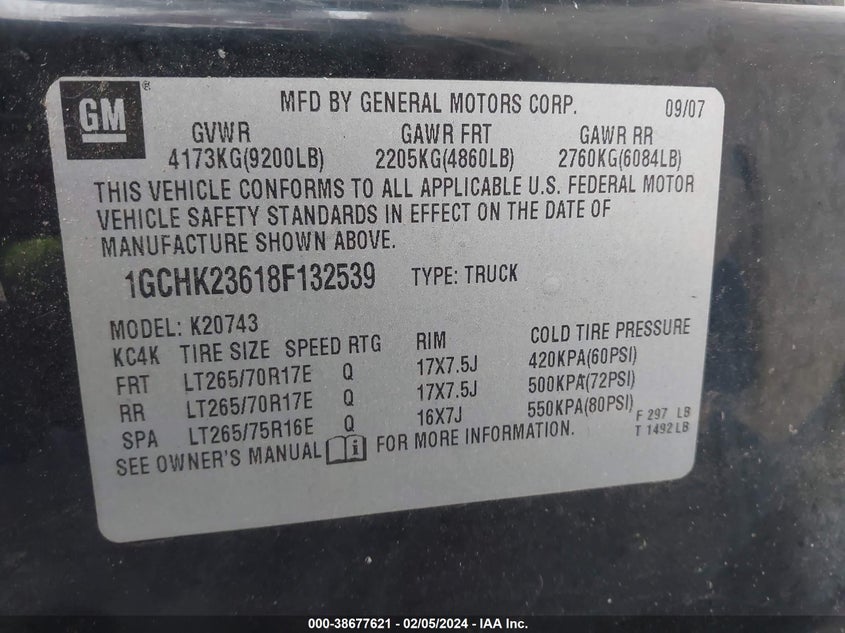 GM ®
MFD BY GENERAL MOTORS CORP. 09/07
GVWR GAWR FRT GAWR RR
4173KG(9200LB) 2205KG(4860LB) 2760KG(6084LB)
THIS VEHICLE CONFORMS TO ALL APPLICABLE U.S. FEDERAL MOTOR
VEHICLE SAFETY STANDARDS IN EFFECT ON THE DATE OF
MANUFACTURE SHOWN ABOVE.
1GCHK23618F132539 TYPE: TRUCK
MODEL: K20743
KC4K TIRE SIZE SPEED RTG RIM COLD TIRE PRESSURE
FRT LT265/70R17E Q 17X7.5J 420KPA(60PSI)
RR LT265/70R17E Q 17X7.5J 500KPA(72PSI)
SPA LT265/75R16E Q 16X7J 550KPA(80PSI) F 297 LB
T 1492 LB
SEE OWNER'S MANUAL i FOR MORE INFORMATION.
000-38677621 - 02/05/2024 - IAA Inc.